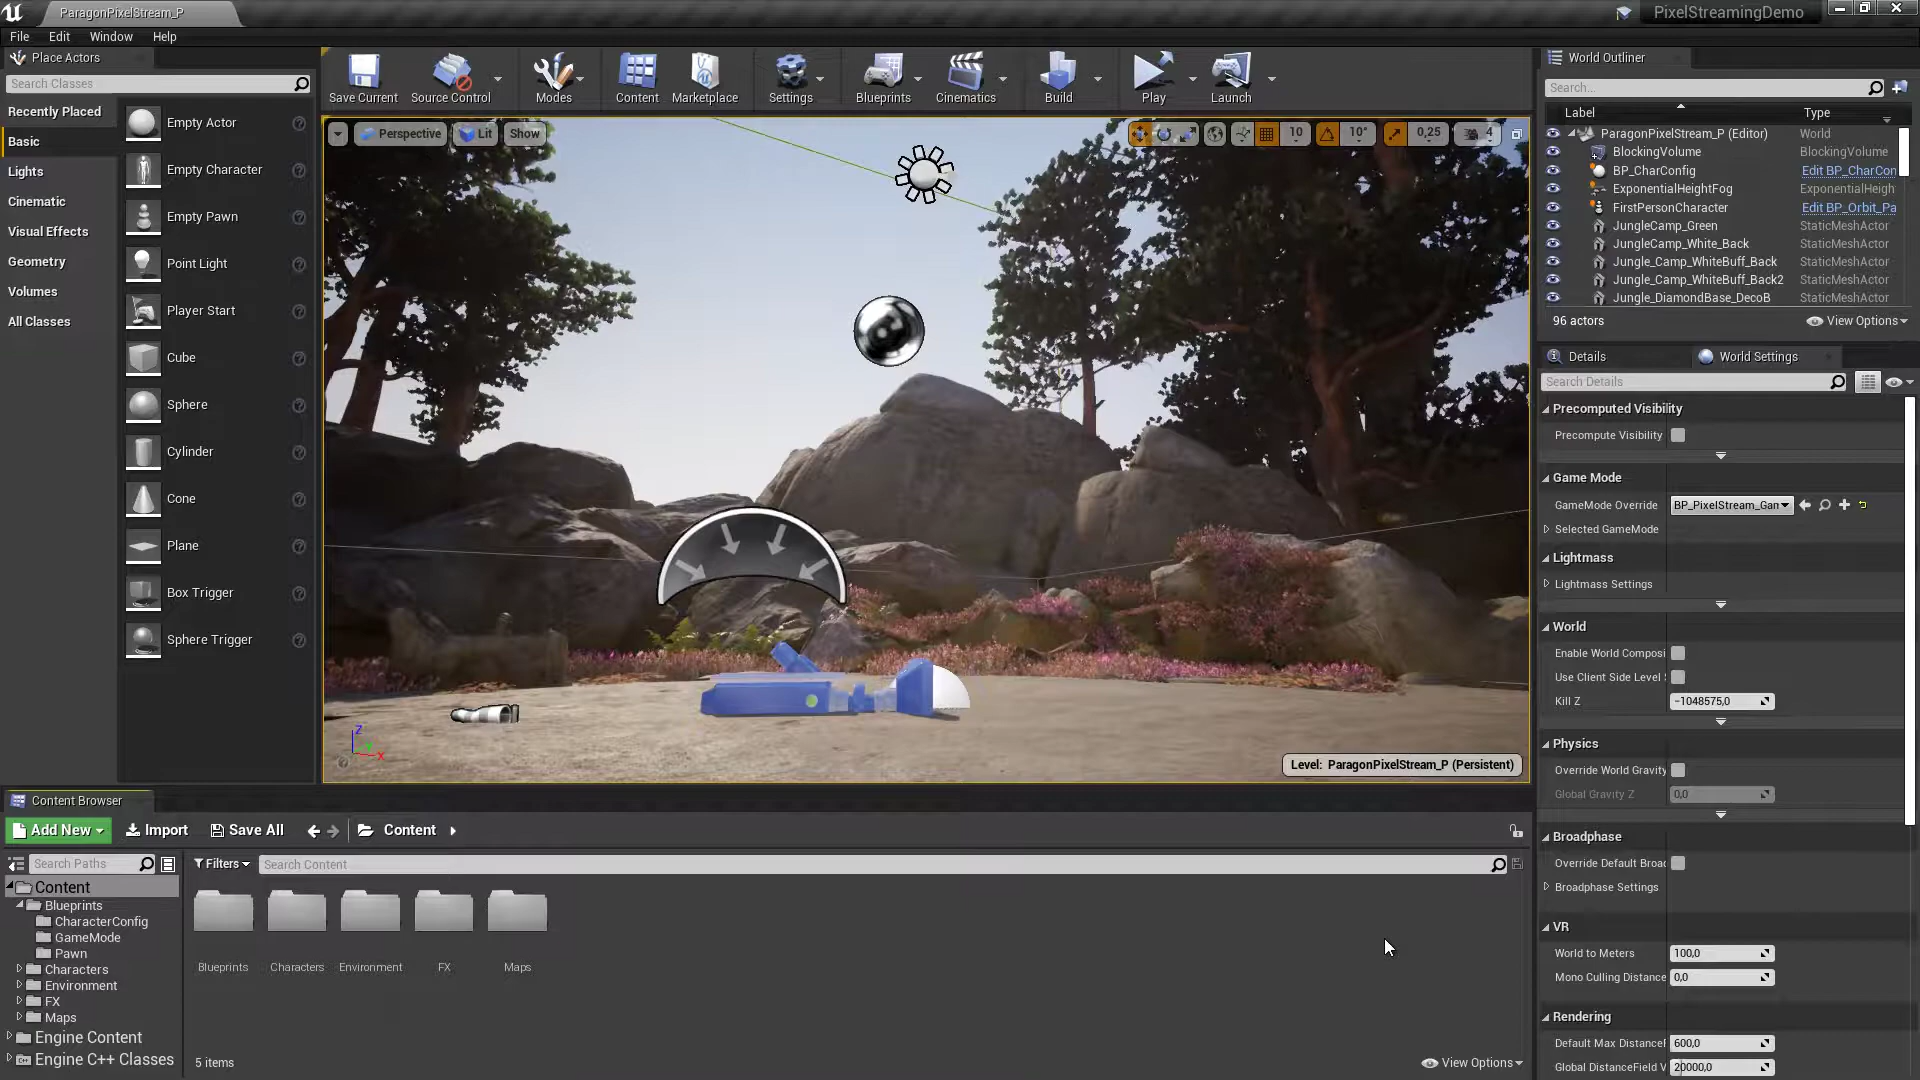 ParagonPixelStream_P
PixelStreamingDemo
File Edit Window Help
Place Actors
Search Classes
Recently Placed
Basic
Lights
Cinematic
Visual Effects
Geometry
Volumes
All Classes
Empty Actor
Empty Character
Empty Pawn
Point Light
Player Start
Cube
Sphere
Cylinder
Cone
Plane
Box Trigger
Sphere Trigger
Save Current
Source Control
Modes
Content
Marketplace
Settings
Blueprints
Cinematics
Build
Play
Launch
Perspective
Lit
Show
10
10°
0,25
4
Z
X
Level: ParagonPixelStream_P (Persistent)
World Outliner
Search...
Label Type
ParagonPixelStream_P (Editor) World
BlockingVolume BlockingVolume
BP_CharConfig Edit BP_CharCon
ExponentialHeightFog ExponentialHeigh
FirstPersonCharacter Edit BP_Orbit_Pa
JungleCamp_Green StaticMeshActor
JungleCamp_White_Back StaticMeshActor
Jungle_Camp_WhiteBuff_Back StaticMeshActor
Jungle_Camp_WhiteBuff_Back2 StaticMeshActor
Jungle_DiamondBase_DecoB StaticMeshActor
96 actors
View Options
Details
World Settings
Search Details
Precomputed Visibility
Precompute Visibility
Game Mode
GameMode Override BP_PixelStream_Gam
Selected GameMode
Lightmass
Lightmass Settings
World
Enable World Composi
Use Client Side Level
Kill Z -1048575,0
Physics
Override World Gravity
Global Gravity Z 0,0
Broadphase
Override Default Broad
Broadphase Settings
VR
World to Meters 100,0
Mono Culling Distance 0,0
Rendering
Default Max DistanceF 600,0
Global DistanceField V 20000,0
Content Browser
Add New
Import
Save All
Content
Search Paths
Filters
Search Content
Content
Blueprints
CharacterConfig
GameMode
Pawn
Characters
Environment
FX
Maps
Engine Content
Engine C++ Classes
Blueprints
Characters
Environment
FX
Maps
5 items
View Options